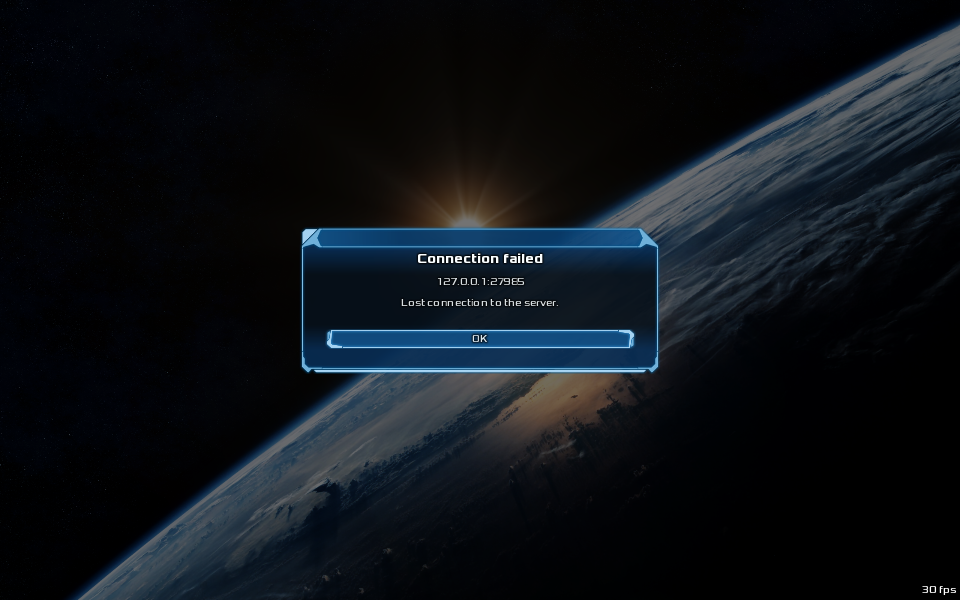 Connection failed
127.0.0.1:27965
Lost connection to the server.
OK
30 fps